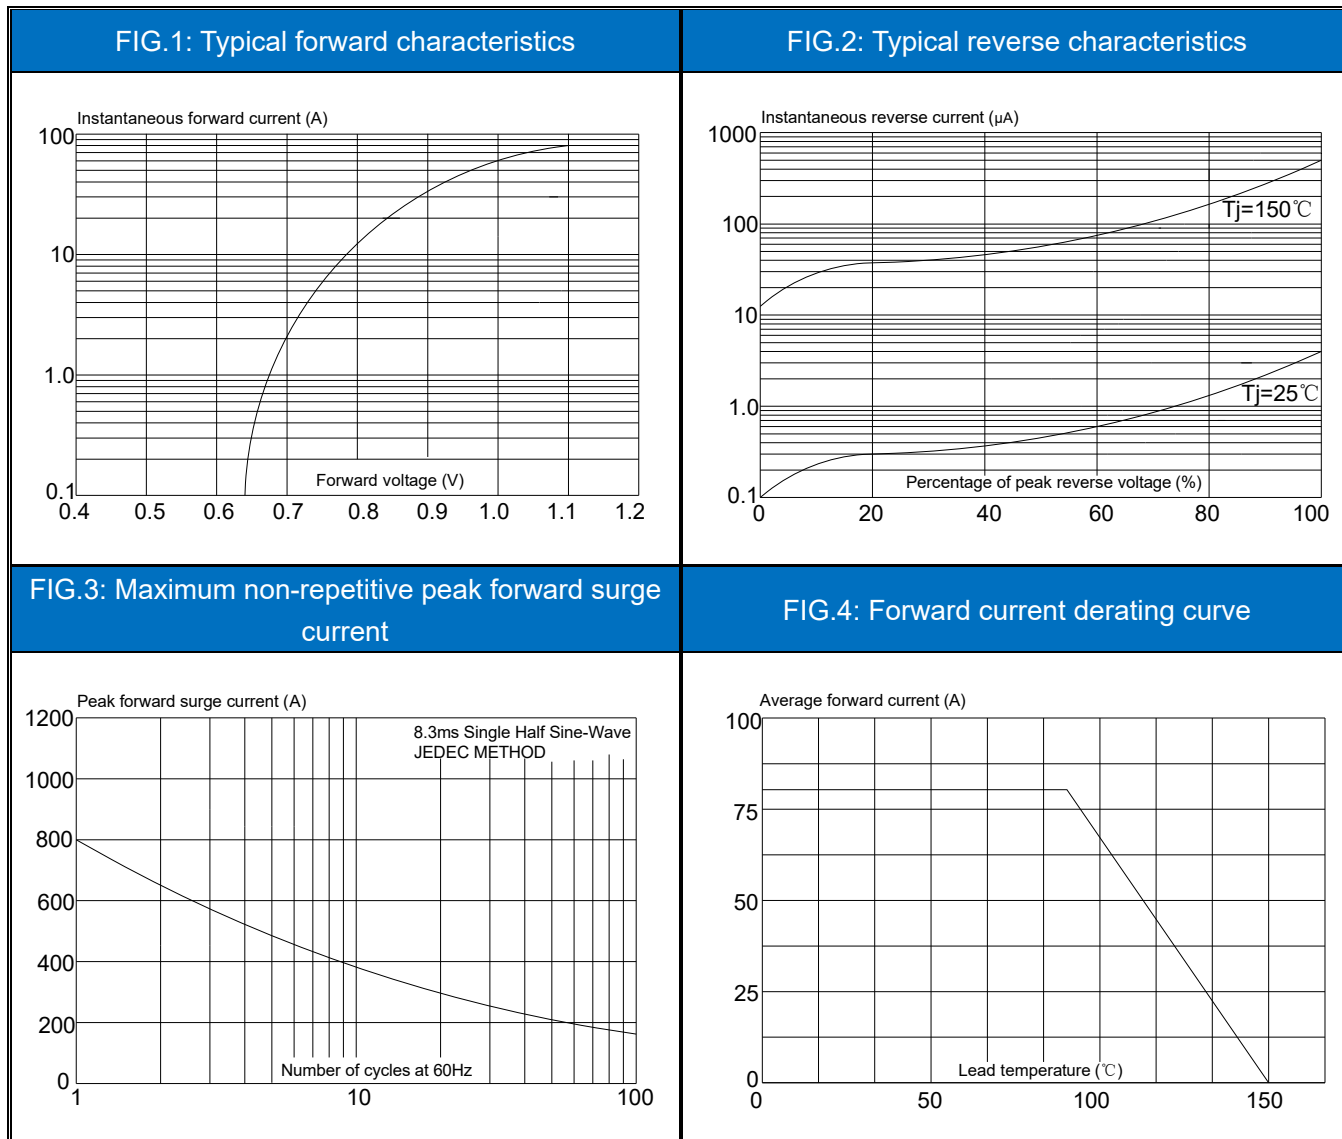 FIG.1: Typical forward characteristics
Instantaneous forward current (A)
100
10
1.0
0.1
Forward voltage (V)
0.4 0.5 0.6 0.7 0.8 0.9 1.0 1.1 1.2
FIG.2: Typical reverse characteristics
Instantaneous reverse current (μA)
1000
Tj=150℃
100
10
Tj=25℃
1.0
0.1
Percentage of peak reverse voltage (%)
0 20 40 60 80 100
FIG.3: Maximum non-repetitive peak forward surge
current
Peak forward surge current (A)
1200
8.3ms Single Half Sine-Wave
JEDEC METHOD
1000
800
600
400
200
0
Number of cycles at 60Hz
1 10 100
FIG.4: Forward current derating curve
Average forward current (A)
100
75
50
25
0
Lead temperature (℃)
0 50 100 150